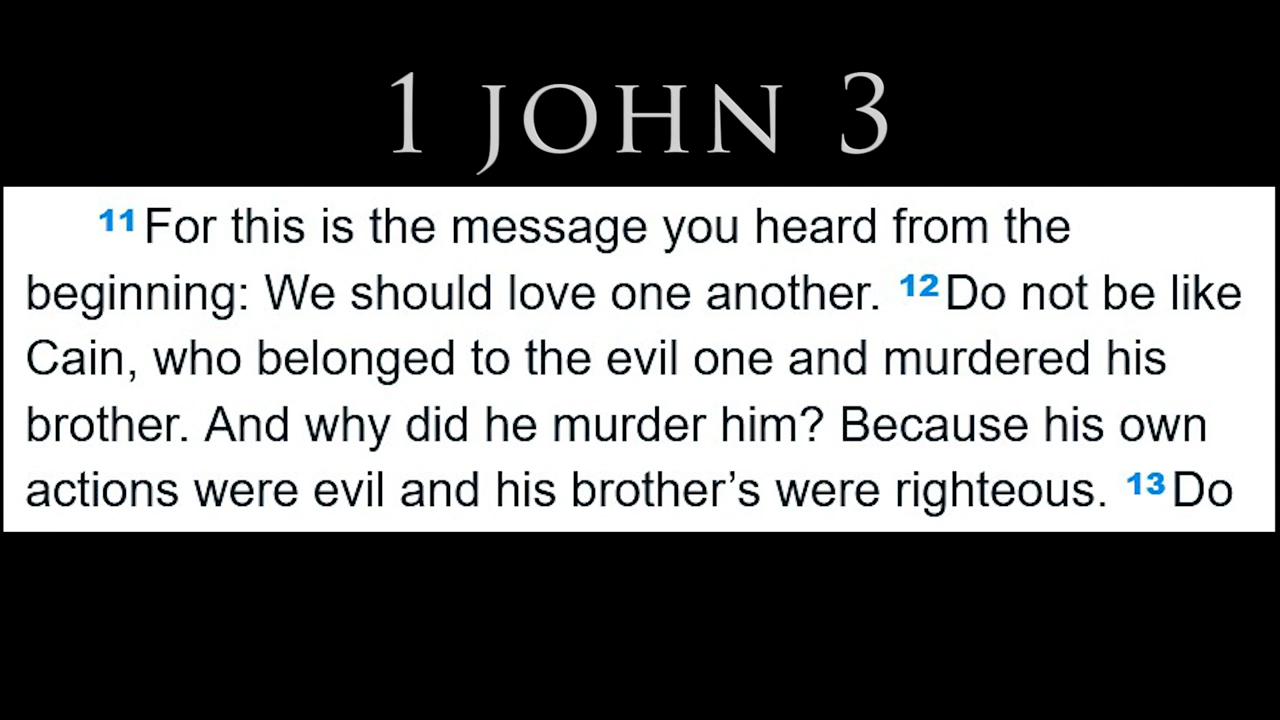 1 JOHN 3
11 For this is the message you heard from the
beginning: We should love one another. 12 Do not be like
Cain, who belonged to the evil one and murdered his
brother. And why did he murder him? Because his own
actions were evil and his brother’s were righteous. 13 Do